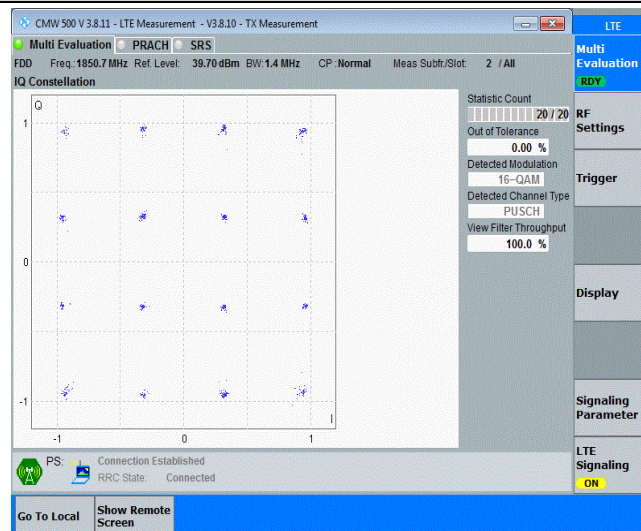 CMW 500 V 3.8.11 - LTE Measurement - V3.8.10 - TX Measurement
LTE
Multi Evaluation PRACH SRS
Multi
Evaluation
RDY
FDD Freq.:1850.7 MHz Ref. Level: 39.70 dBm BW:1.4 MHz CP:Normal Meas Subfr./Slot: 2 / All
IQ Constellation
Q
1
0
-1
I
-1 0 1
Statistic Count
20 / 20
Out of Tolerance
0.00 %
Detected Modulation
16-QAM
Detected Channel Type
PUSCH
View Filter Throughput
100.0 %
RF
Settings
Trigger
Display
Signaling
Parameter
LTE
Signaling
ON
PS: Connection Established
RRC State: Connected
Go To Local
Show Remote
Screen